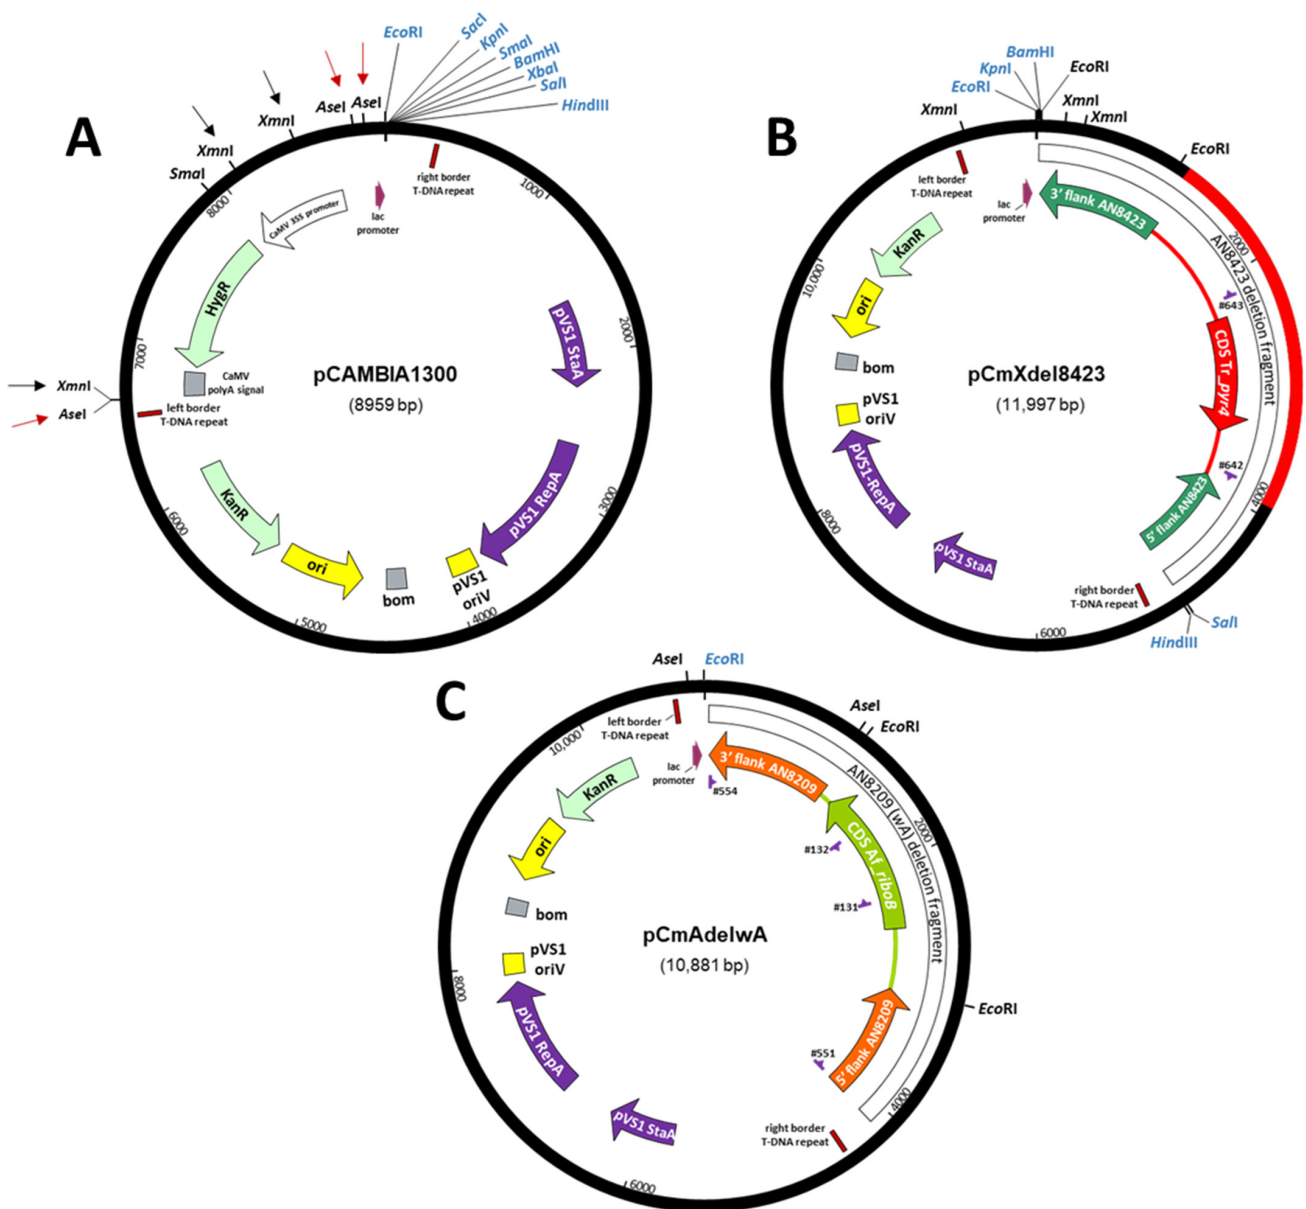 A
EcoRI
SacI
KpnI
SmaI
BamHI
XbaI
SalI
HindIII
AseI
AseI
XmnI
XmnI
SmaI
XmnI
AseI
1000
2000
3000
4000
5000
6000
7000
8000
right border
T-DNA repeat
lac
promoter
CaMV 35S promoter
HygR
CaMV
polyA signal
left border
T-DNA repeat
pCAMBIA1300
(8959 bp)
pVS1 StaA
pVS1 RepA
pVS1
oriV
bom
ori
KanR
B
BamHI
KpnI
EcoRI
EcoRI
XmnI
XmnI
XmnI
EcoRI
left border
T-DNA repeat
lac
promoter
3' flank AN8423
AN8423 deletion fragment
2000
#643
CDS Tr_pyr4
#642
4000
5' flank AN8423
right border
T-DNA repeat
SalI
HindIII
6000
8000
10,000
KanR
ori
bom
pVS1
oriV
pVS1-RepA
pVS1 StaA
pCmXdel8423
(11,997 bp)
C
AseI
EcoRI
AseI
EcoRI
EcoRI
left border
T-DNA repeat
lac
promoter
3' flank AN8209
#554
AN8209 (wA) deletion fragment
2000
#132
CDS Af_riboB
#131
5' flank AN8209
#551
4000
right border
T-DNA repeat
6000
8000
10,000
KanR
ori
bom
pVS1
oriV
pVS1 RepA
pVS1 StaA
pCmAdelwA
(10,881 bp)